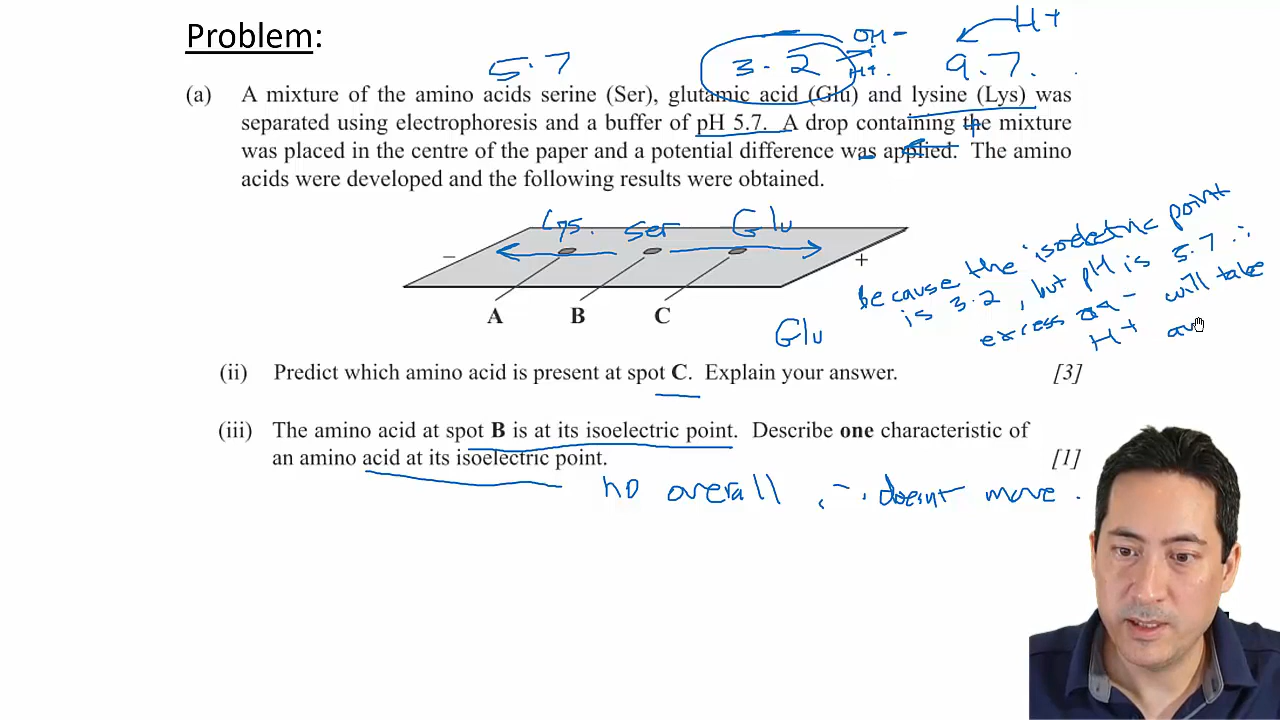 Problem:
5.7 3.2 OH- H+ 9.7. H+
(a) A mixture of the amino acids serine (Ser), glutamic acid (Glu) and lysine (Lys) was
separated using electrophoresis and a buffer of pH 5.7. A drop containing the mixture
was placed in the centre of the paper and a potential difference was applied. The amino
acids were developed and the following results were obtained.
Lys. Ser Glu
– +
A B C
Glu
because the isoelectric point
is 3.2, but pH is 5.7 ∴
excess OH- will take
H+
(ii) Predict which amino acid is present at spot C. Explain your answer. [3]
(iii) The amino acid at spot B is at its isoelectric point. Describe one characteristic of
an amino acid at its isoelectric point. [1]
no overall ∴ doesnt move.